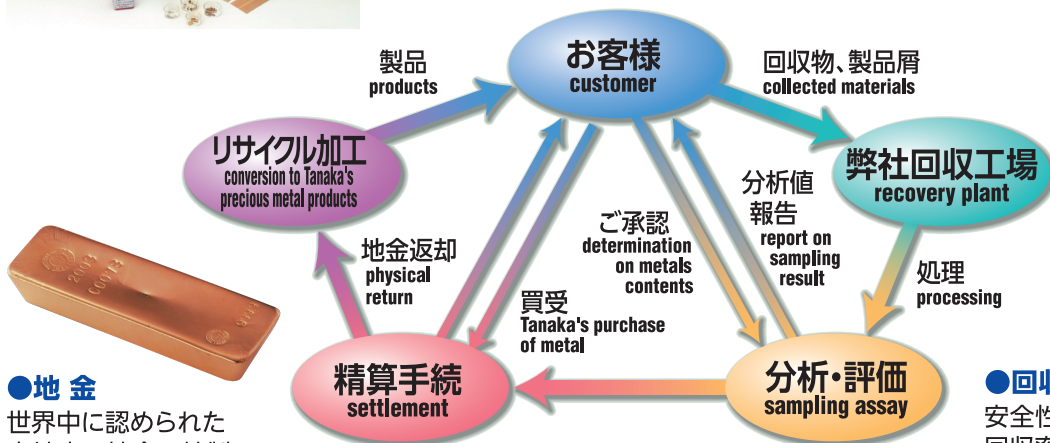 お客様
customer
製品
products
回収物、製品屑
collected materials
リサイクル加工
conversion to Tanaka's
precious metal products
弊社回収工場
recovery plant
分析値
報告
report on
sampling
result
ご承認
determination
on metals
contents
地金返却
physical
return
処理
processing
買受
Tanaka's purchase
of metal
精算手続
settlement
分析・評価
sampling assay
2003
●地 金
世界中に認められた
●回収
安全性